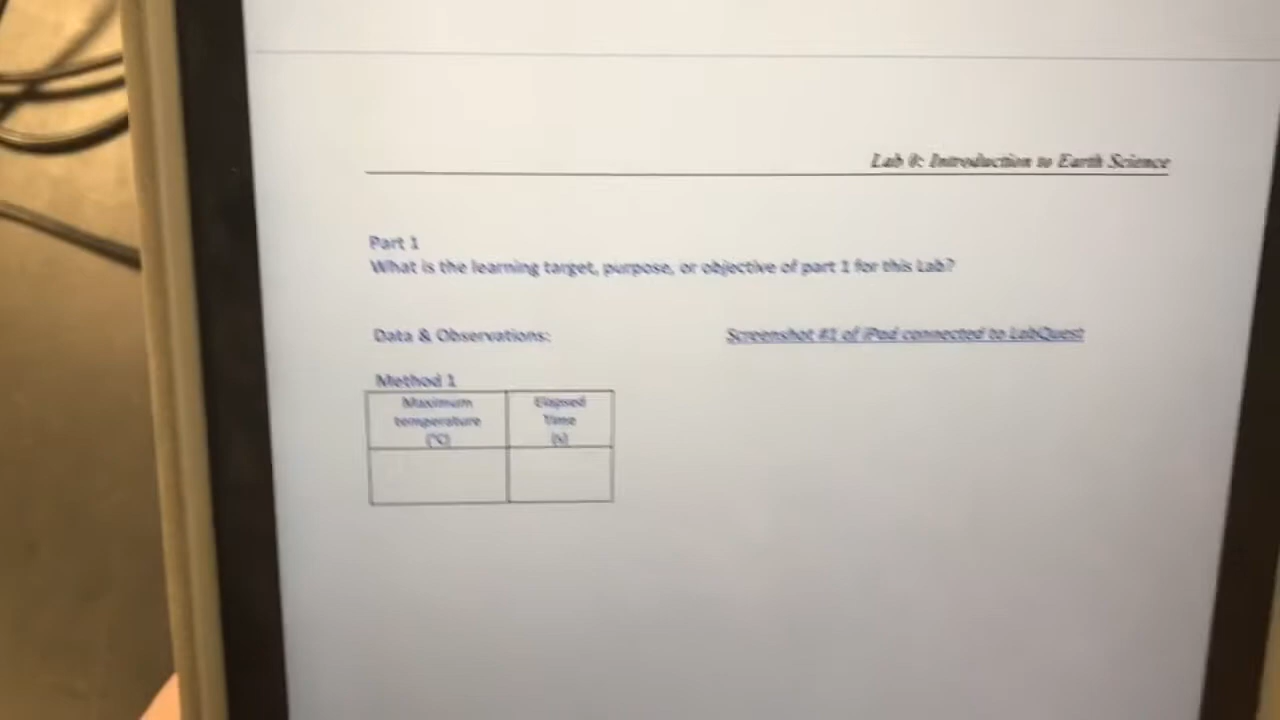 Lab 0: Introduction to Earth Science
Part 1
What is the learning target, purpose, or objective of part 1 for this Lab?
Data & Observations:
Screenshot #1 of iPad connected to LabQuest
Method 1
Maximum
temperature
(°C)
Elapsed
Time
(s)